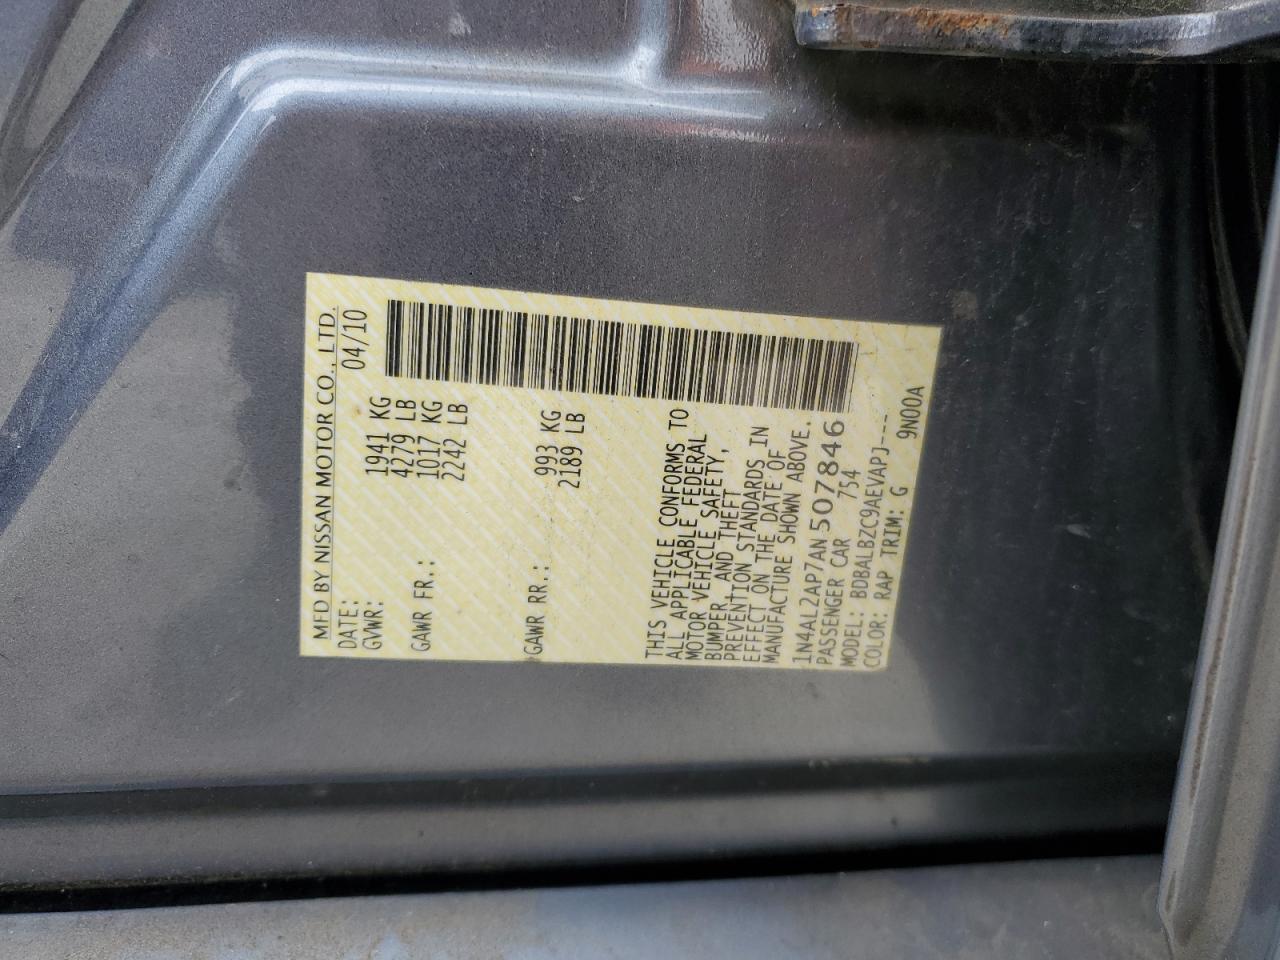 MFD BY NISSAN MOTOR CO., LTD.
DATE: 04/10
GVWR: 1941 KG
4279 LB
GAWR FR.: 1017 KG
2242 LB
GAWR RR.: 993 KG
2189 LB
THIS VEHICLE CONFORMS TO
ALL APPLICABLE FEDERAL
MOTOR VEHICLE SAFETY,
BUMPER, AND THEFT
PREVENTION STANDARDS IN
EFFECT ON THE DATE OF
MANUFACTURE SHOWN ABOVE.
1N4AL2AP7AN507846
PASSENGER CAR 754
MODEL: BDBALBZC9AEVAPJ---
COLOR: RAP TRIM: G 9N00A